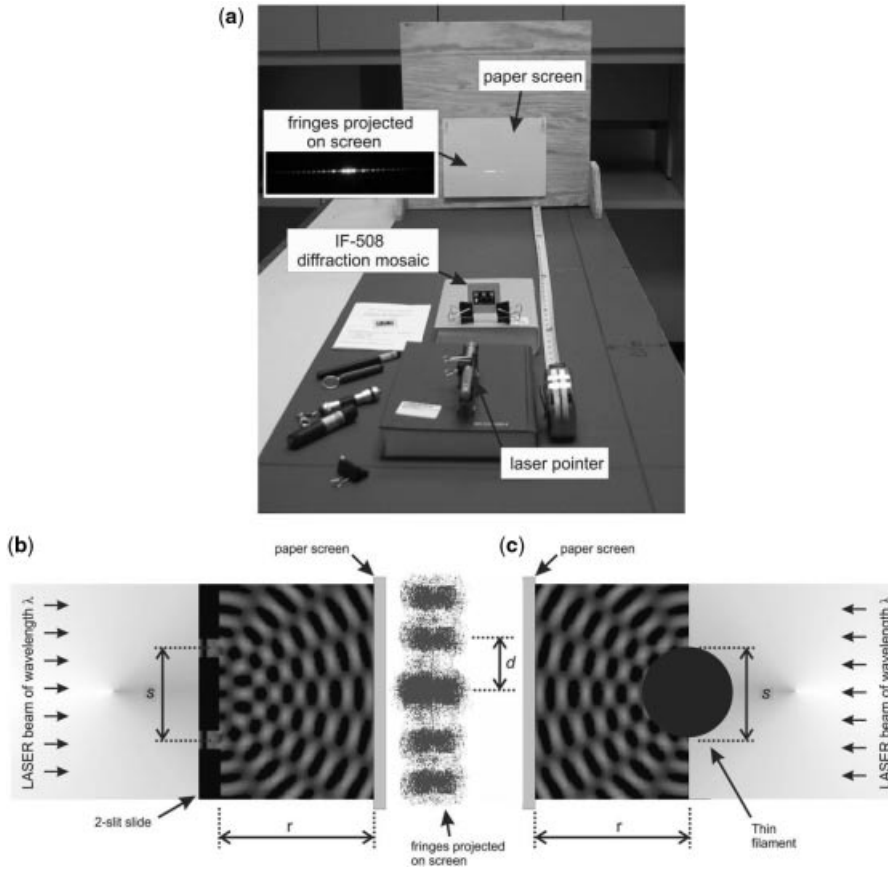 (a)
paper screen
fringes projected
on screen
IF-508
diffraction mosaic
laser pointer
(b)
paper screen
LASER beam of wavelength λ
s
2-slit slide
r
d
fringes projected
on screen
(c)
paper screen
r
s
Thin
filament
LASER beam of wavelength λ